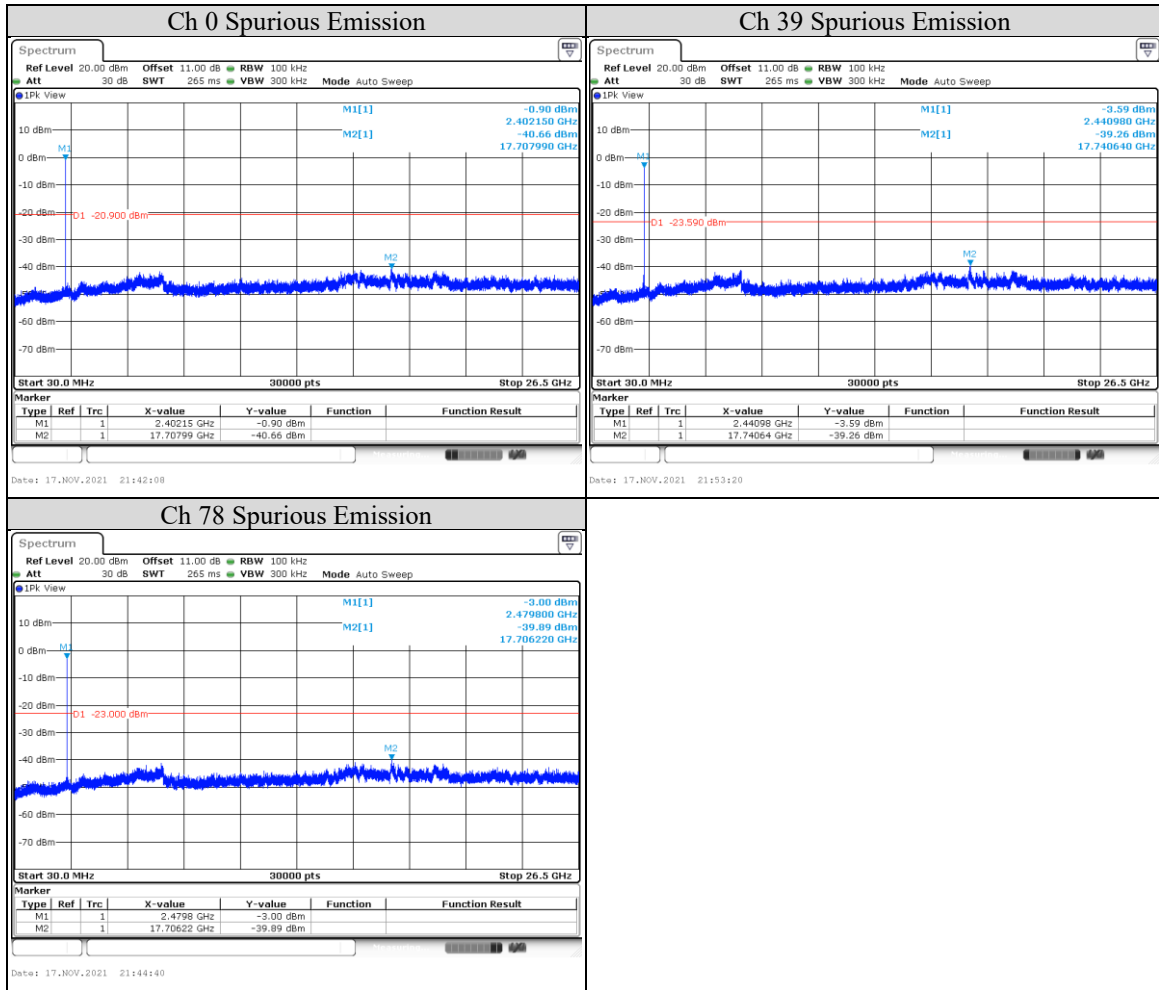 Ch 0 Spurious Emission
Spectrum
Ref Level 20.00 dBm Offset 11.00 dB RBW 100 kHz
Att 30 dB SWT 265 ms VBW 300 kHz Mode Auto Sweep
1Pk View
M1[1] -0.90 dBm
2.402150 GHz
10 dBm M2[1] -40.66 dBm
17.707990 GHz
M1
0 dBm
-10 dBm
-20 dBm
D1 -20.900 dBm
-30 dBm
M2
-40 dBm
-60 dBm
-70 dBm
Start 30.0 MHz 30000 pts Stop 26.5 GHz
Marker
Type Ref Trc X-value Y-value Function Function Result
M1 1 2.40215 GHz -0.90 dBm
M2 1 17.70799 GHz -40.66 dBm
Date: 17.NOV.2021 21:42:08
Ch 39 Spurious Emission
Spectrum
Ref Level 20.00 dBm Offset 11.00 dB RBW 100 kHz
Att 30 dB SWT 265 ms VBW 300 kHz Mode Auto Sweep
1Pk View
M1[1] -3.59 dBm
2.440980 GHz
10 dBm M2[1] -39.26 dBm
17.740640 GHz
0 dBm M1
-10 dBm
-20 dBm
D1 -23.590 dBm
-30 dBm
M2
-40 dBm
-60 dBm
-70 dBm
Start 30.0 MHz 30000 pts Stop 26.5 GHz
Marker
Type Ref Trc X-value Y-value Function Function Result
M1 1 2.44098 GHz -3.59 dBm
M2 1 17.74064 GHz -39.26 dBm
Date: 17.NOV.2021 21:53:20
Ch 78 Spurious Emission
Spectrum
Ref Level 20.00 dBm Offset 11.00 dB RBW 100 kHz
Att 30 dB SWT 265 ms VBW 300 kHz Mode Auto Sweep
1Pk View
M1[1] -3.00 dBm
2.479800 GHz
10 dBm M2[1] -39.89 dBm
17.706220 GHz
0 dBm M1
-10 dBm
-20 dBm
D1 -23.000 dBm
-30 dBm
M2
-40 dBm
-60 dBm
-70 dBm
Start 30.0 MHz 30000 pts Stop 26.5 GHz
Marker
Type Ref Trc X-value Y-value Function Function Result
M1 1 2.4798 GHz -3.00 dBm
M2 1 17.70622 GHz -39.89 dBm
Date: 17.NOV.2021 21:44:40